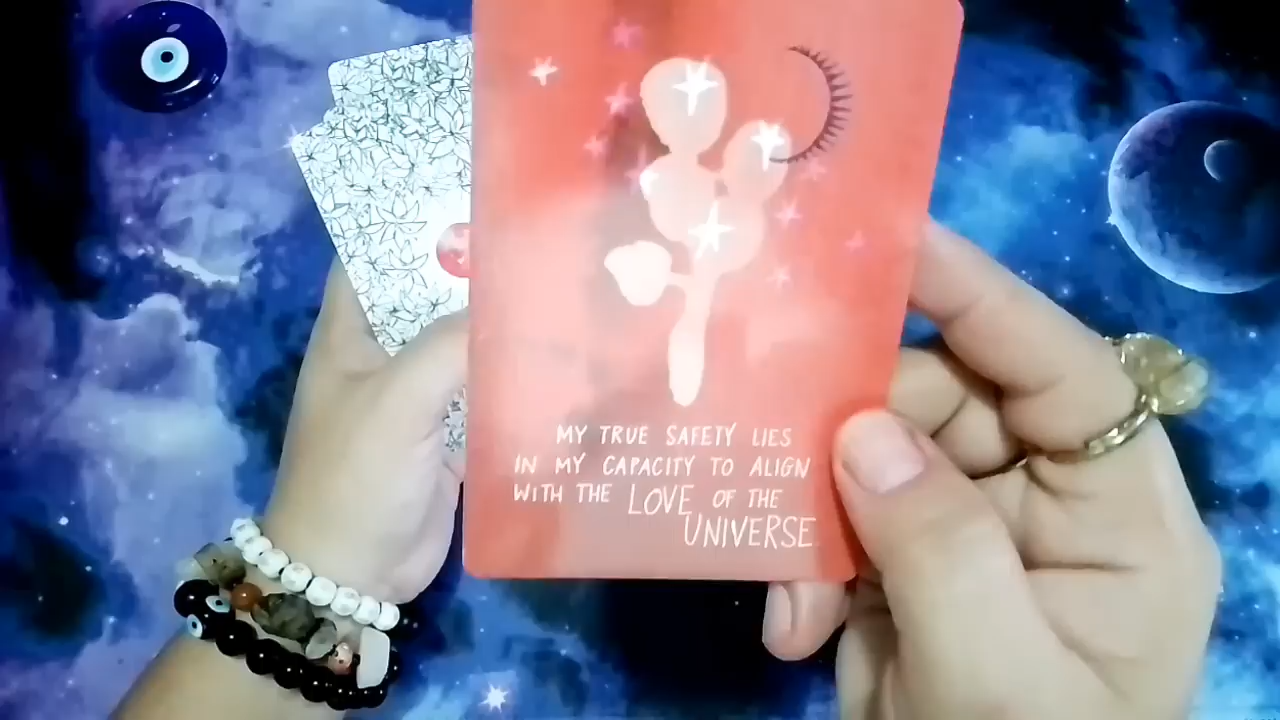 MY TRUE SAFETY LIES
IN MY CAPACITY TO ALIGN
WITH THE LOVE OF THE
UNIVERSE.